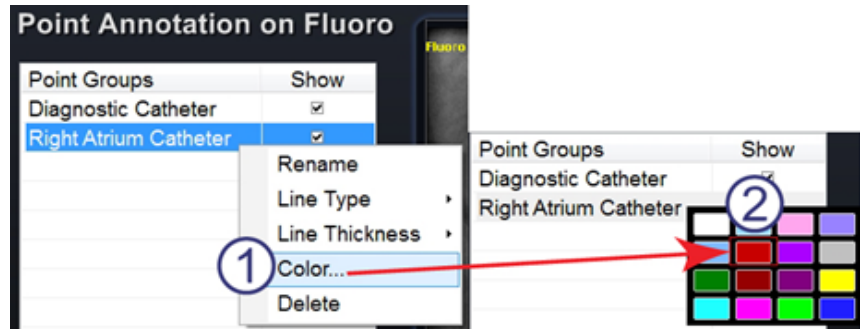 Point Annotation on Fluoro
Fluoro
Point Groups Show
Diagnostic Catheter
Right Atrium Catheter
Rename
Line Type
Line Thickness
1 Color...
Delete
Point Groups Show
Diagnostic Catheter
2
Right Atrium Catheter